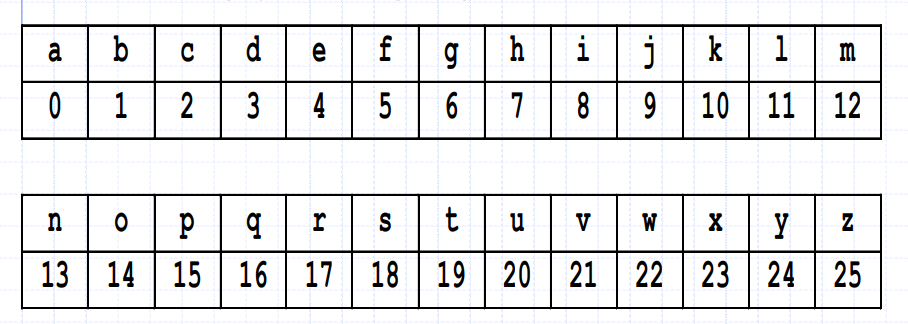 a b c d e f g h i j k l m
0 1 2 3 4 5 6 7 8 9 10 11 12
n o p q r s t u v w x y z
13 14 15 16 17 18 19 20 21 22 23 24 25